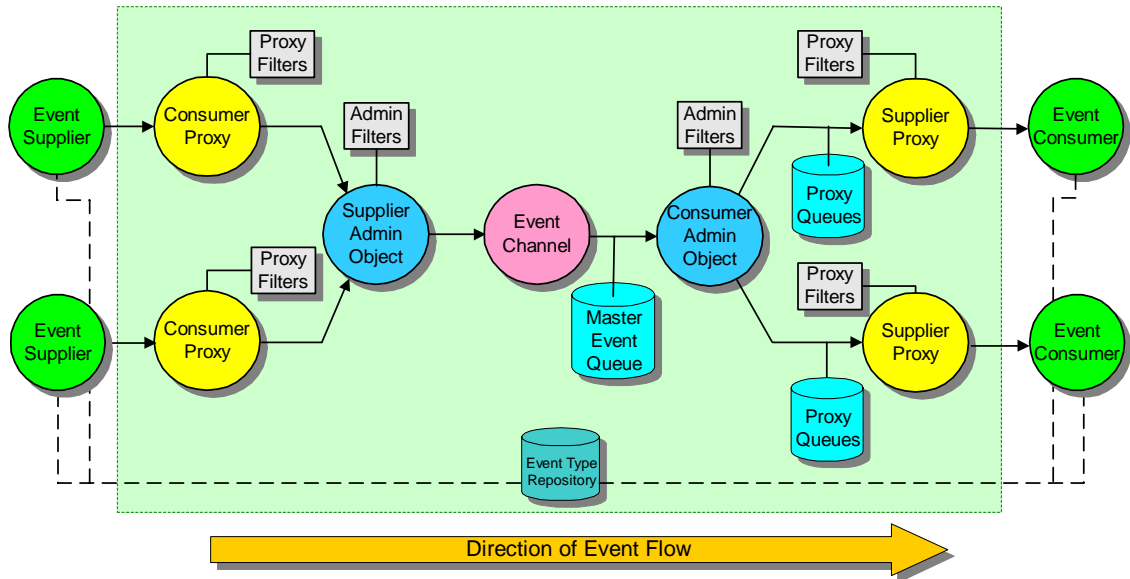 Proxy
Filters
Proxy
Filters
Event
Supplier
Consumer
Proxy
Admin
Filters
Admin
Filters
Supplier
Proxy
Event
Consumer
Supplier
Admin
Object
Event
Channel
Consumer
Admin
Object
Proxy
Queues
Proxy
Filters
Proxy
Filters
Event
Supplier
Consumer
Proxy
Master
Event
Queue
Supplier
Proxy
Event
Consumer
Proxy
Queues
Event Type
Repository
Direction of Event Flow